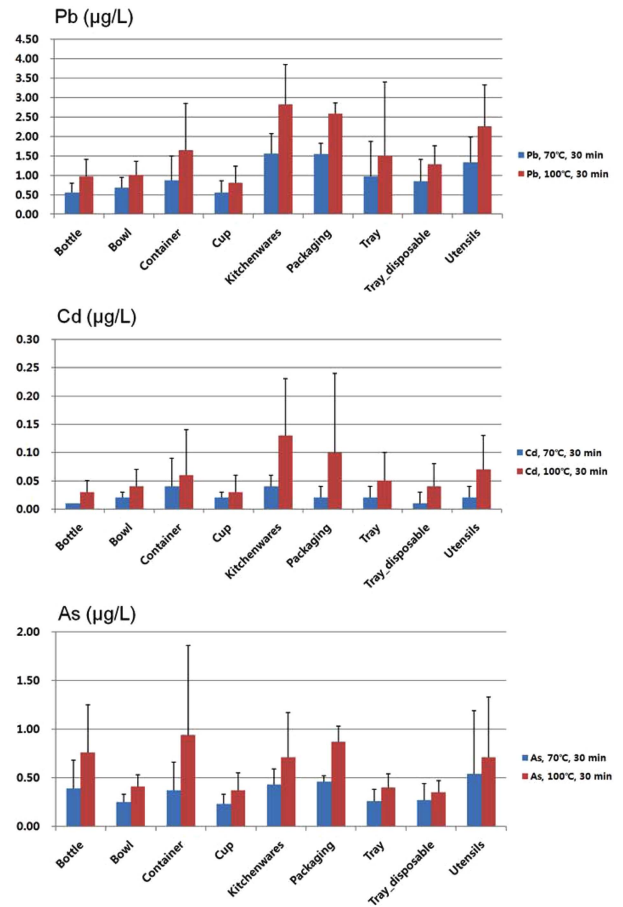 Pb (µg/L)
4.50
4.00
3.50
3.00
2.50
2.00
1.50
1.00
0.50
0.00
Pb, 70℃, 30 min
Pb, 100℃, 30 min
Bottle
Bowl
Container
Cup
Kitchenwares
Packaging
Tray
Tray_disposable
Utensils
Cd (µg/L)
0.30
0.25
0.20
0.15
0.10
0.05
0.00
Cd, 70℃, 30 min
Cd, 100℃, 30 min
Bottle
Bowl
Container
Cup
Kitchenwares
Packaging
Tray
Tray_disposable
Utensils
As (µg/L)
2.00
1.50
1.00
0.50
0.00
As, 70℃, 30 min
As, 100℃, 30 min
Bottle
Bowl
Container
Cup
Kitchenwares
Packaging
Tray
Tray_disposable
Utensils